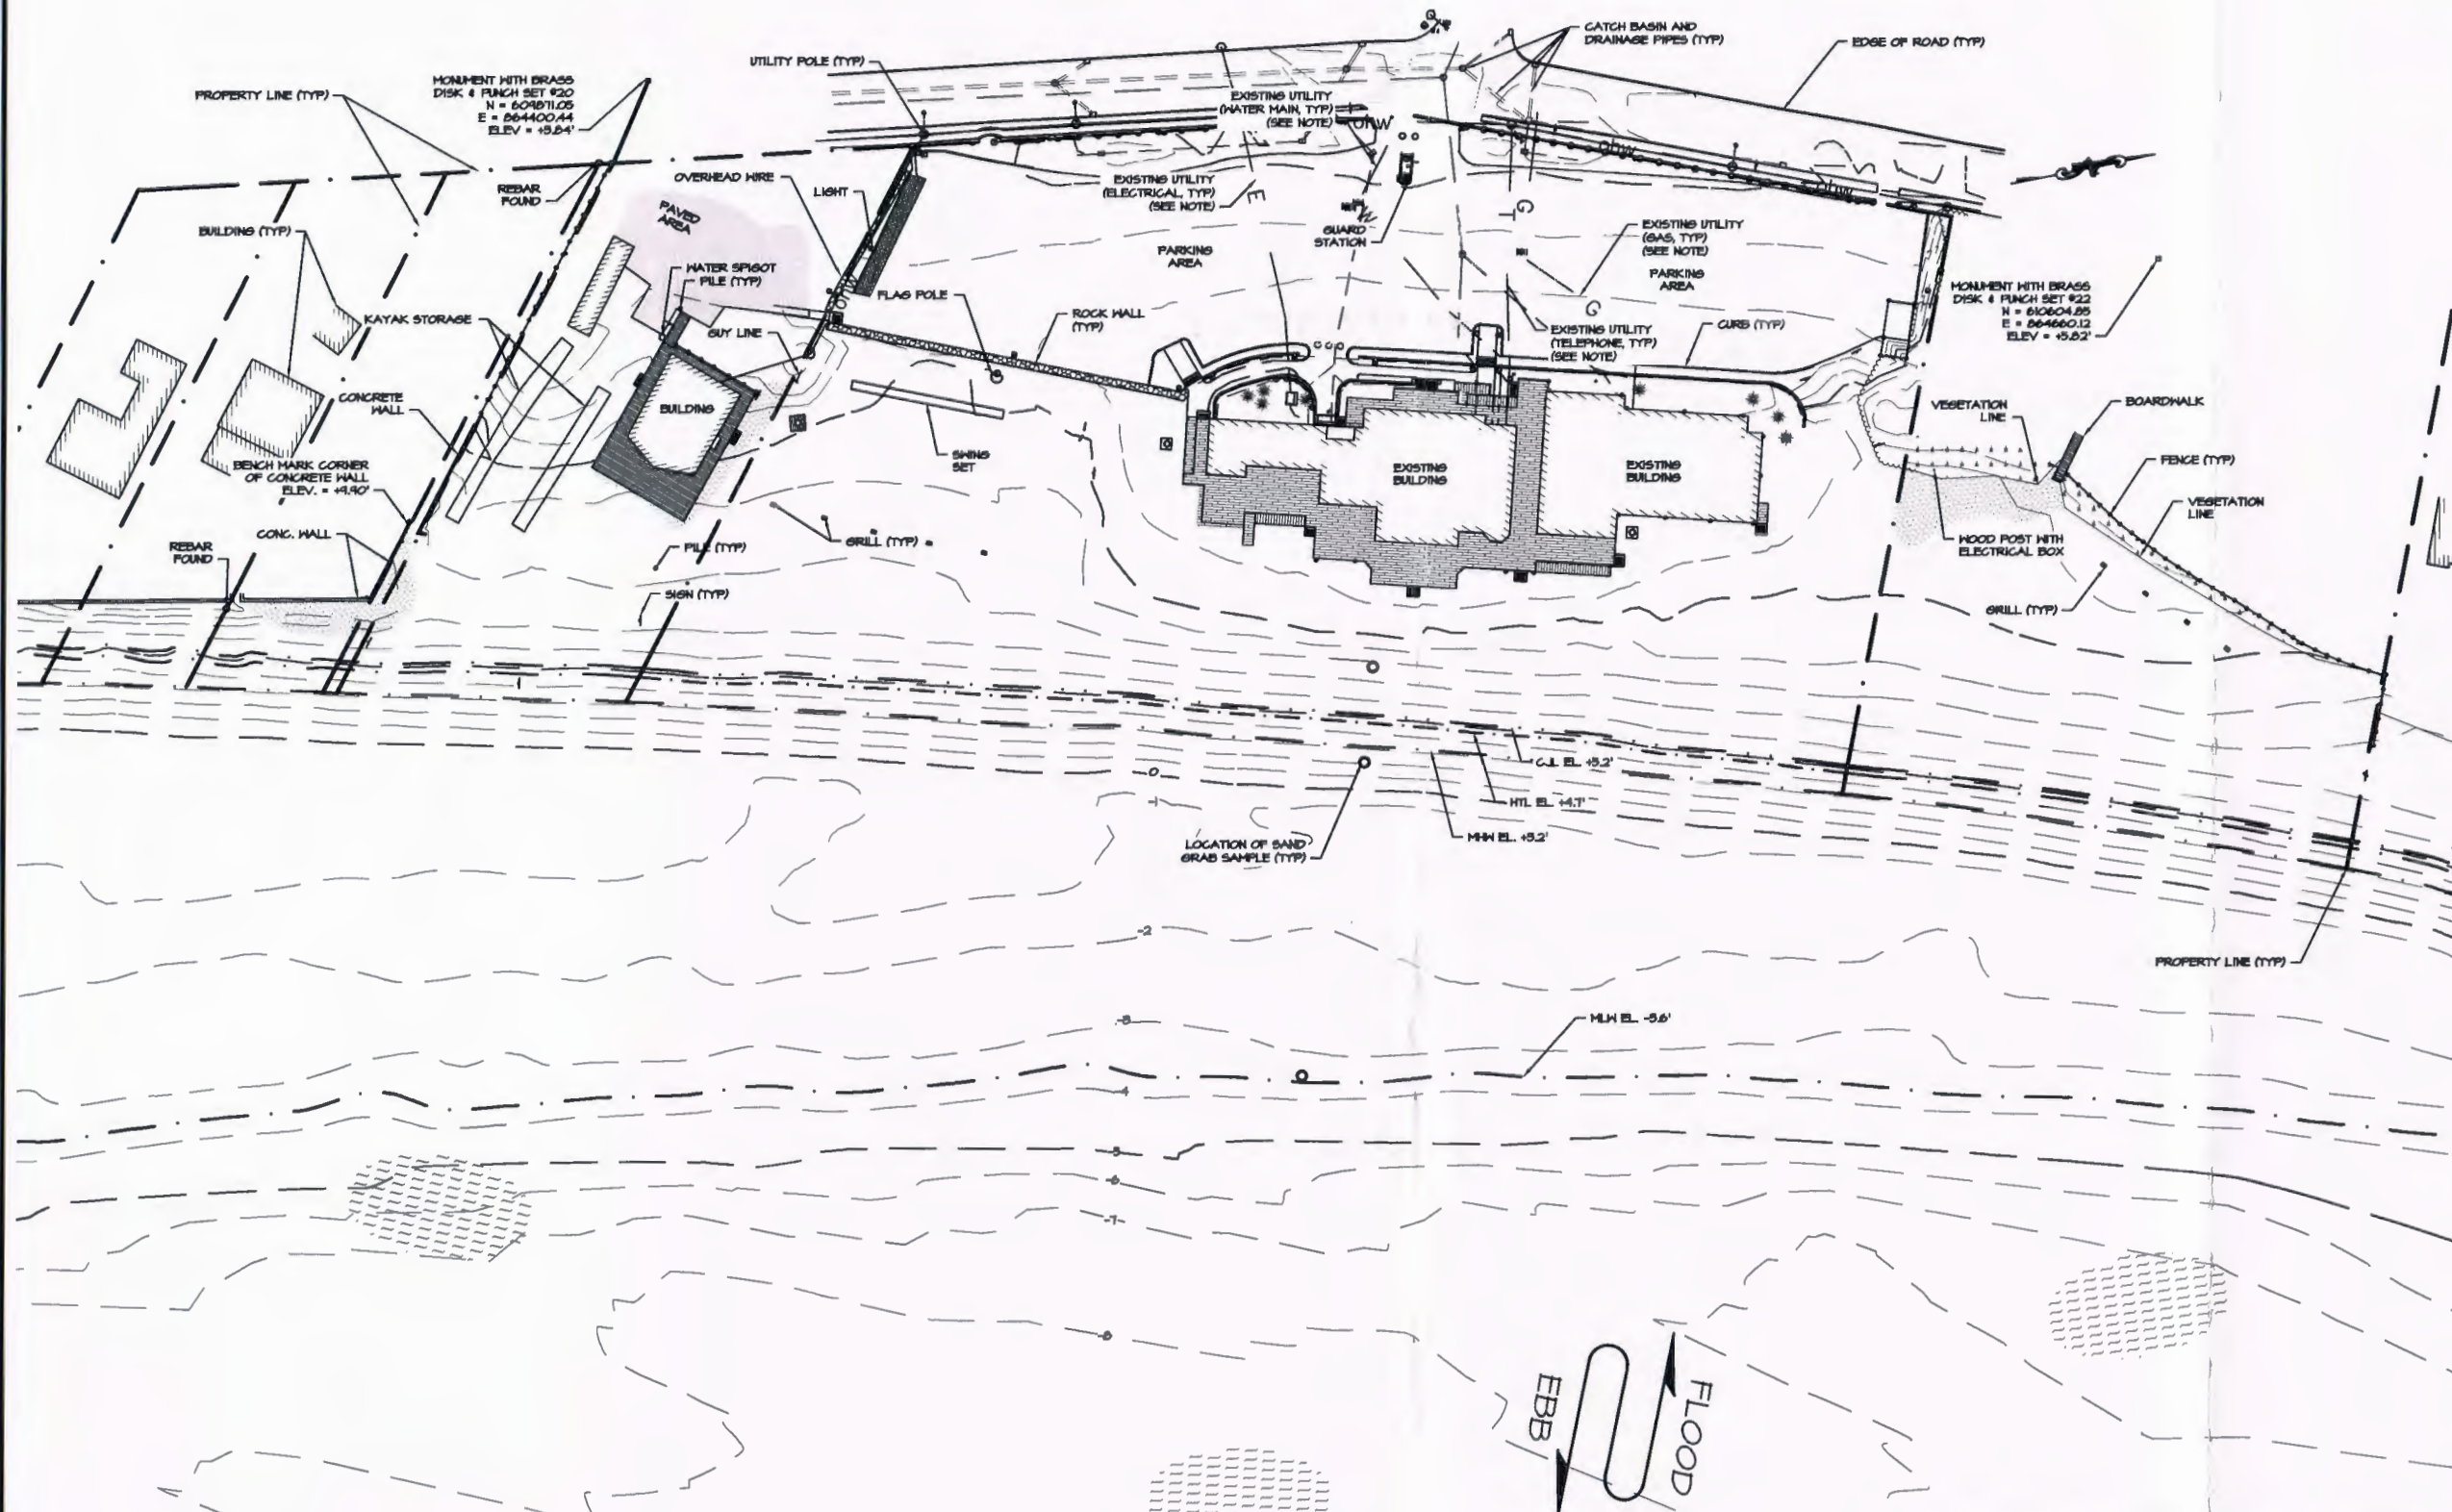 CATCH BASIN AND
DRAINAGE PIPES (TYP)
EDGE OF ROAD (TYP)
UTILITY POLE (TYP)
MONUMENT WITH BRASS
DISK & PUNCH SET #20
N = 609871.05
E = 864400.44
ELEV = +5.84'
PROPERTY LINE (TYP)
EXISTING UTILITY
(WATER MAIN, TYP)
(SEE NOTE)
ohw
ohw
ohw
REBAR
FOUND
OVERHEAD WIRE
LIGHT
EXISTING UTILITY
(ELECTRICAL, TYP)
(SEE NOTE)
E
PAVED
AREA
G
T
GUARD
STATION
EXISTING UTILITY
(GAS, TYP)
(SEE NOTE)
BUILDING (TYP)
PARKING
AREA
PARKING
AREA
WATER SPIGOT
PILE (TYP)
FLAG POLE
MONUMENT WITH BRASS
DISK & PUNCH SET #22
N = 610604.85
E = 864660.12
ELEV = +5.82'
KAYAK STORAGE
GUY LINE
ROCK WALL
(TYP)
G
EXISTING UTILITY
(TELEPHONE, TYP)
(SEE NOTE)
CURB (TYP)
CONCRETE
WALL
BUILDING
VEGETATION
LINE
BOARDWALK
SWING
SET
EXISTING
BUILDING
EXISTING
BUILDING
FENCE (TYP)
BENCH MARK CORNER
OF CONCRETE WALL
ELEV. = +9.90'
VEGETATION
LINE
CONC. WALL
REBAR
FOUND
PILE (TYP)
GRILL (TYP)
WOOD POST WITH
ELECTRICAL BOX
SIGN (TYP)
GRILL (TYP)
CJL EL +5.2'
0
HTL EL +4.7'
-1
MHW EL. +3.2'
LOCATION OF SAND
GRAB SAMPLE (TYP)
-2
PROPERTY LINE (TYP)
-3
MLW EL. -3.6'
-4
-5
-6
-7
-8
EBB
FLOOD